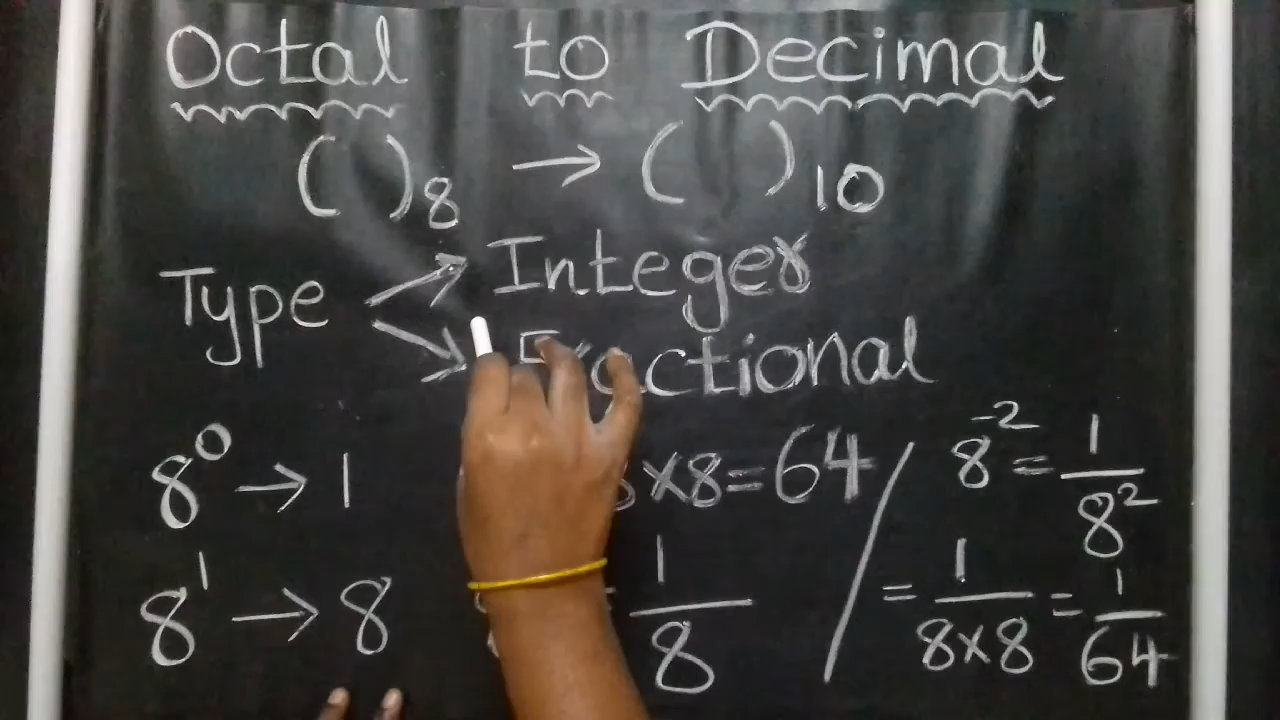 Octal to Decimal
( )8 → ( )10
Type → Integer
→ Fractional
8⁰ → 1
×8=64
8¹ → 8
1/8
8⁻² = 1/8²
= 1/8×8 = 1/64